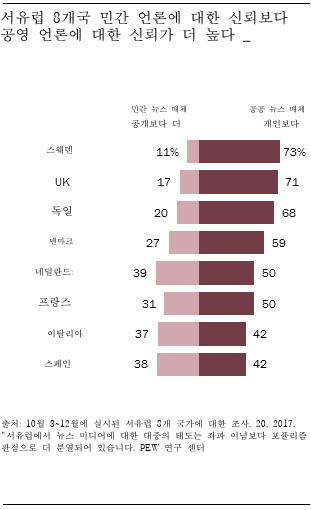 서유럽 8개국 민간 언론에 대한 신뢰보다
공영 언론에 대한 신뢰가 더 높다 _
민간 뉴스 매체 공공 뉴스 매체
공개보다 더 개인보다
스웨덴 11% 73%
UK 17 71
독일 20 68
덴마크 27 59
네덜란드: 39 50
프랑스 31 50
이탈리아 37 42
스페인 38 42
출처: 10월 3~12월에 실시된 서유럽 8개 국가에 대한 조사. 20, 2017.
"서유럽에서 뉴스 미디어에 대한 대중의 태도는 좌파 이념보다 포퓰리즘
관점으로 더 분열되어 있습니다. PEW 연구 센터